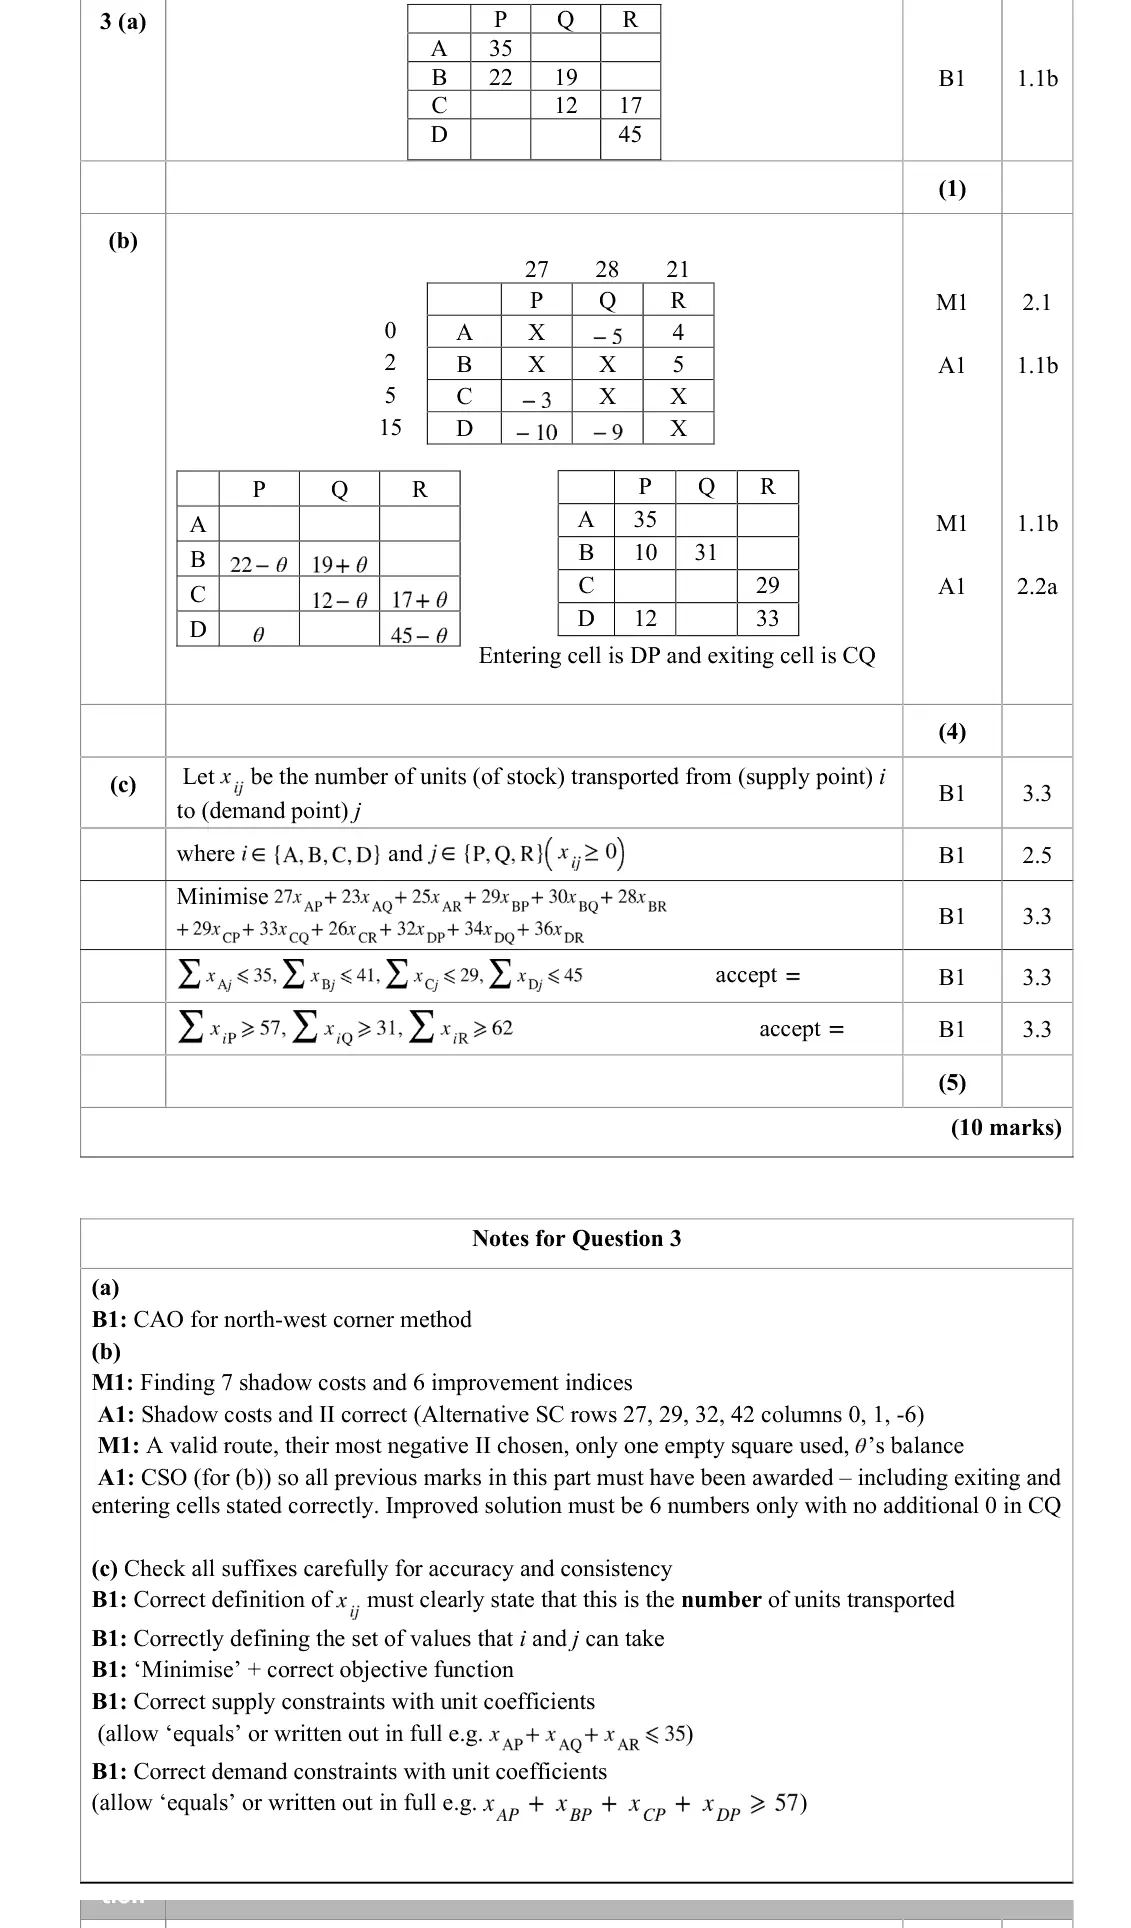 3 (a)
P Q R
A 35
B 22 19 B1 1.1b
C 12 17
D 45
(1)
(b)
27 28 21
P Q R M1 2.1
0 A X – 5 4
2 B X X 5 A1 1.1b
5 C – 3 X X
15 D – 10 – 9 X
P Q R
A
B 22 – θ 19 + θ
C 12 – θ 17 + θ
D θ 45 – θ
P Q R
A 35 M1 1.1b
B 10 31
C 29 A1 2.2a
D 12 33
Entering cell is DP and exiting cell is CQ
(4)
(c) Let x_ij be the number of units (of stock) transported from (supply point) i B1 3.3
to (demand point) j
where i ∈ {A, B, C, D} and j ∈ {P, Q, R} (x_ij ≥ 0) B1 2.5
Minimise 27x_AP + 23x_AQ + 25x_AR + 29x_BP + 30x_BQ + 28x_BR B1 3.3
+ 29x_CP + 33x_CQ + 26x_CR + 32x_DP + 34x_DQ + 36x_DR
∑ x_Aj ⩽ 35, ∑ x_Bj ⩽ 41, ∑ x_Cj ⩽ 29, ∑ x_Dj ⩽ 45 accept = B1 3.3
∑ x_iP ⩾ 57, ∑ x_iQ ⩾ 31, ∑ x_iR ⩾ 62 accept = B1 3.3
(5)
(10 marks)
Notes for Question 3
(a)
B1: CAO for north-west corner method
(b)
M1: Finding 7 shadow costs and 6 improvement indices
A1: Shadow costs and II correct (Alternative SC rows 27, 29, 32, 42 columns 0, 1, -6)
M1: A valid route, their most negative II chosen, only one empty square used, θ’s balance
A1: CSO (for (b)) so all previous marks in this part must have been awarded – including exiting and
entering cells stated correctly. Improved solution must be 6 numbers only with no additional 0 in CQ
(c) Check all suffixes carefully for accuracy and consistency
B1: Correct definition of x_ij must clearly state that this is the number of units transported
B1: Correctly defining the set of values that i and j can take
B1: ‘Minimise’ + correct objective function
B1: Correct supply constraints with unit coefficients
(allow ‘equals’ or written out in full e.g. x_AP + x_AQ + x_AR ⩽ 35)
B1: Correct demand constraints with unit coefficients
(allow ‘equals’ or written out in full e.g. x_AP + x_BP + x_CP + x_DP ⩾ 57)